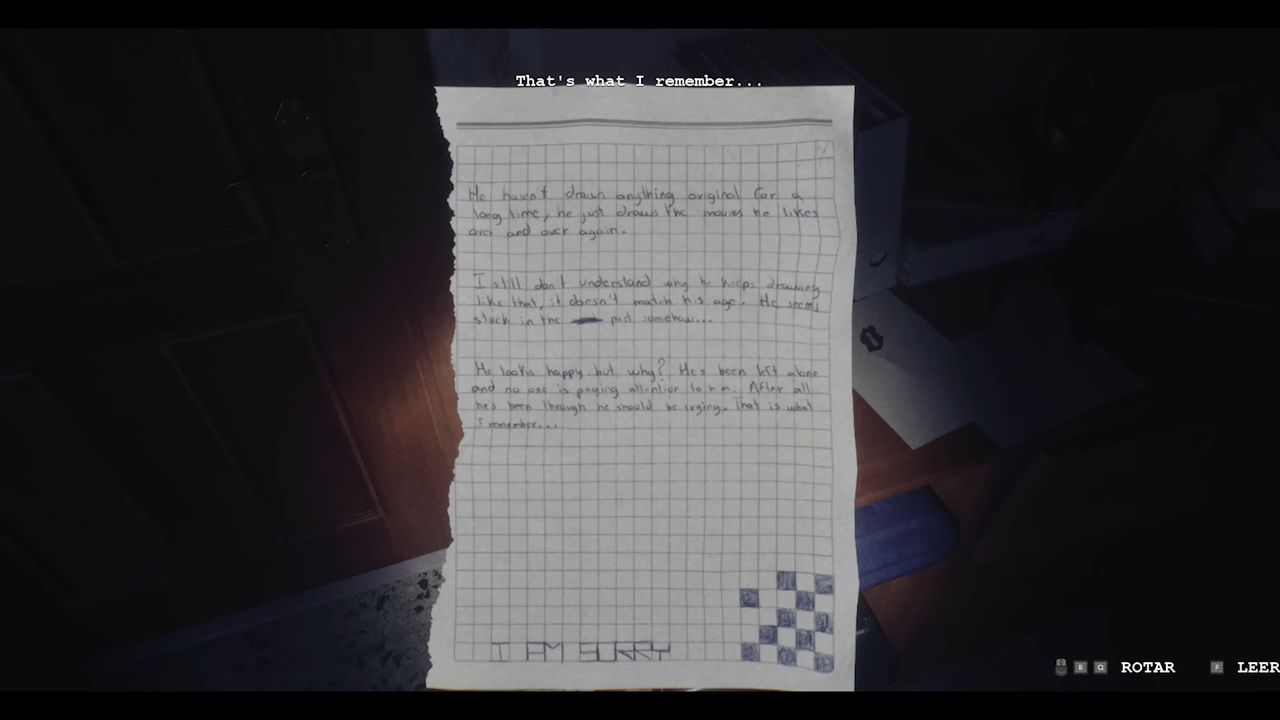 That's what I remember...
He havent drawn anything original for a
long time, he just draws the movies he likes
over and over again.
I still don't understand why he keeps drawing
like that, it doesn't match his age. He seems
stuck in the past somehow...
He looks happy but why? He's been left alone
and no one is paying attention to him. After all
he's been through he should be crying. That is what
I remember...
I AM SORRY
E Q ROTAR F LEER